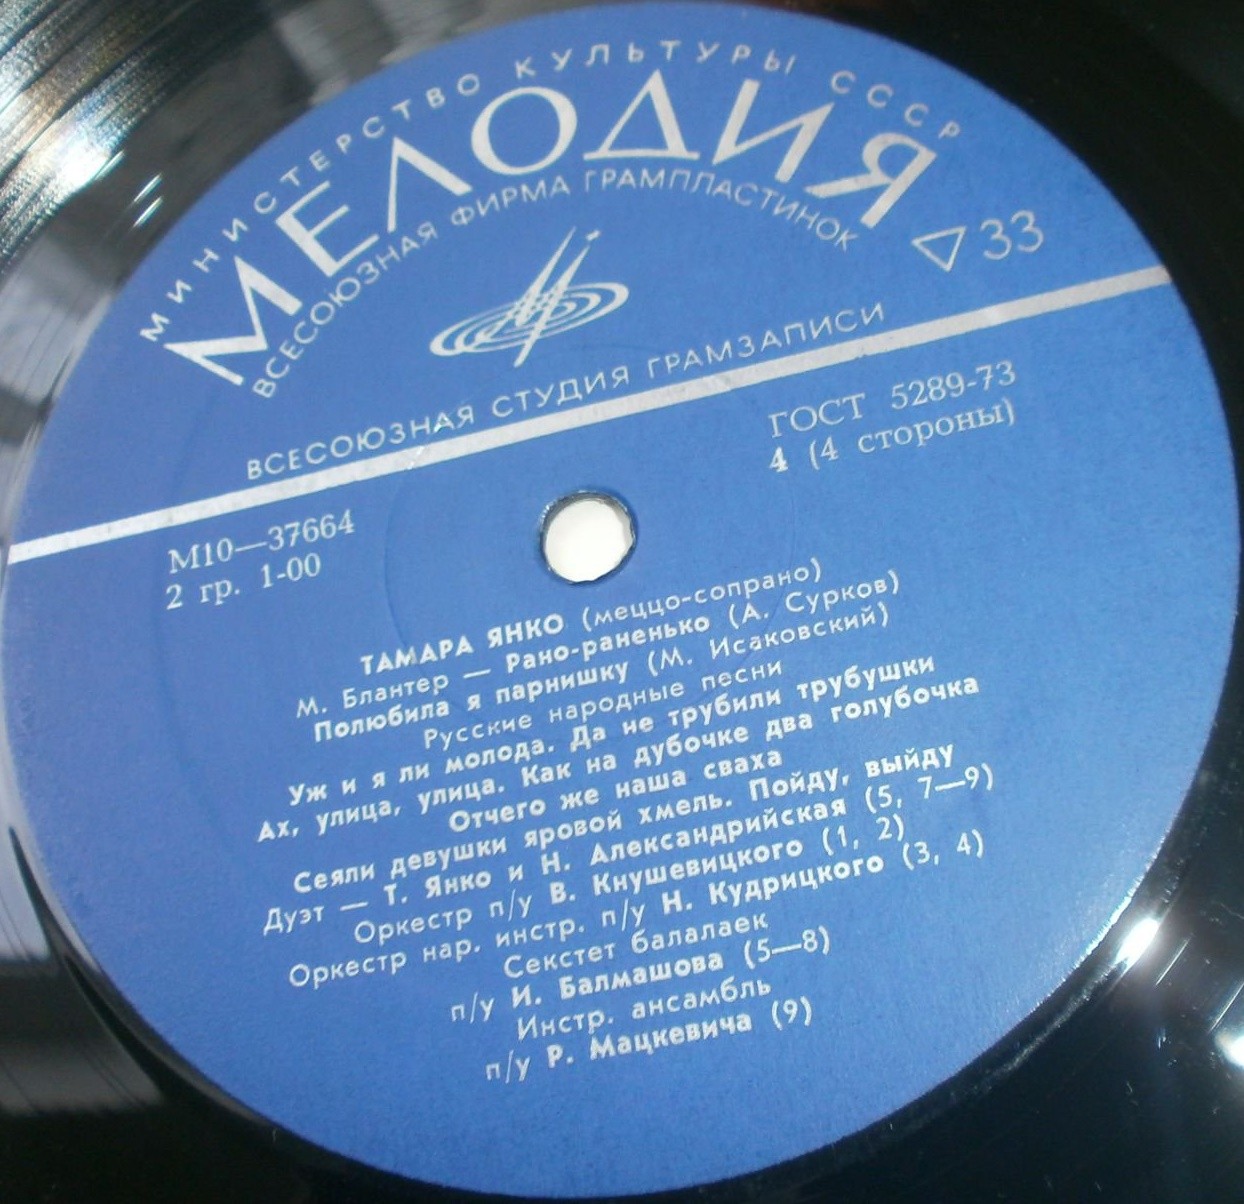 МИНИСТЕРСТВО КУЛЬТУРЫ СССР
МЕЛОДИЯ
ВСЕСОЮЗНАЯ ФИРМА ГРАМПЛАСТИНОК
33
ВСЕСОЮЗНАЯ СТУДИЯ ГРАМЗАПИСИ
ГОСТ 5289-73
4 (4 стороны)
М10—37664
2 гр. 1-00
ТАМАРА ЯНКО (меццо-сопрано)
М. Блантер — Рано-раненько (А. Сурков)
Полюбила я парнишку (М. Исаковский)
Русские народные песни
Уж и я ли молода. Да не трубили трубушки
Ах, улица, улица. Как на дубочке два голубочка
Отчего же наша сваха
Сеяли девушки яровой хмель. Пойду, выйду
Дуэт — Т. Янко и Н. Александрийская (5, 7—9)
Оркестр п/у В. Кнушевицкого (1, 2)
Оркестр нар. инстр. п/у Н. Кудрицкого (3, 4)
Секстет балалаек
п/у И. Балмашова (5—8)
Инстр. ансамбль
п/у Р. Мацкевича (9)